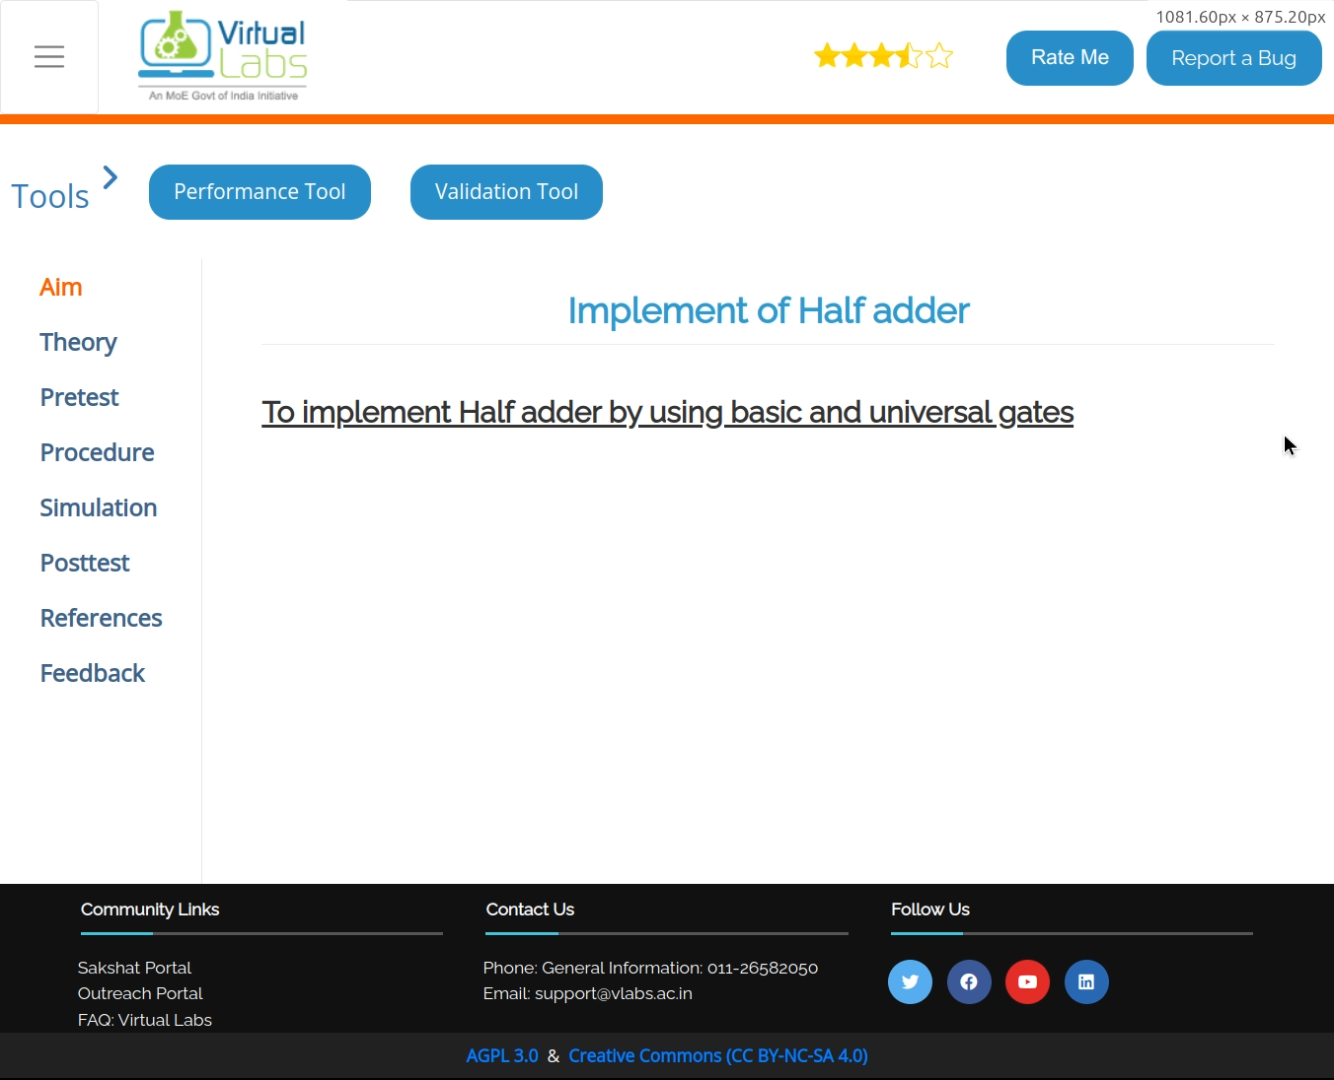 1081.60px × 875.20px
Virtual
Labs
An MoE Govt of India Initiative
Rate Me
Report a Bug
Tools
Performance Tool
Validation Tool
Aim
Theory
Pretest
Procedure
Simulation
Posttest
References
Feedback
Implement of Half adder
To implement Half adder by using basic and universal gates
Community Links
Sakshat Portal
Outreach Portal
FAQ: Virtual Labs
Contact Us
Phone: General Information: 011-26582050
Email: support@vlabs.ac.in
Follow Us
AGPL 3.0 & Creative Commons (CC BY-NC-SA 4.0)